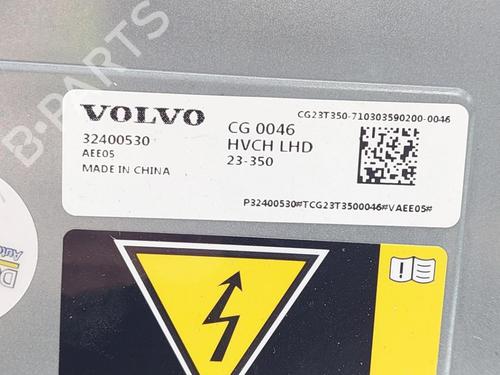 B-PARTS
VOLVO
32400530
AEE05
MADE IN CHINA
CG 0046
HVCH LHD
23-350
CG23T350-710303590200-0046
P32400530#TCG23T3500046#VAEE05#